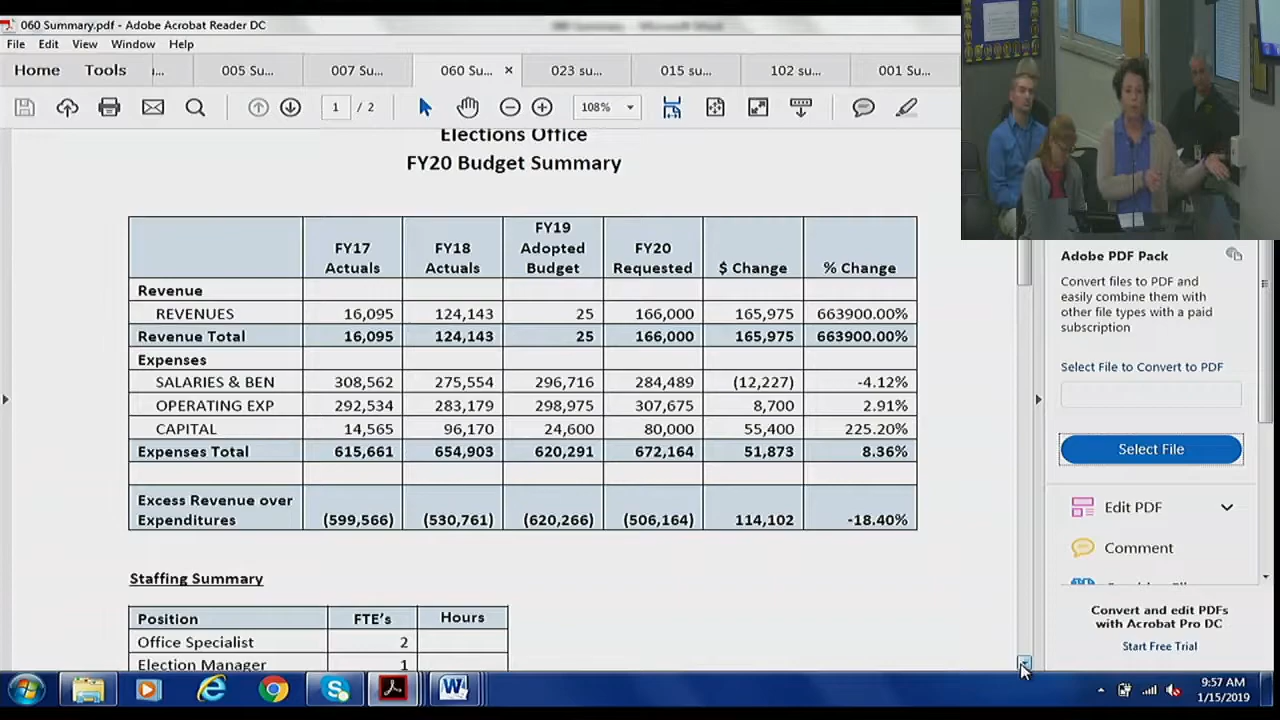 060 Summary.pdf - Adobe Acrobat Reader DC
File Edit View Window Help
Home Tools ... 005 Su... 007 Su... 060 Su... × 023 su... 015 su... 102 su... 001 Su...
1 / 2 108%
Elections Office
FY20 Budget Summary
FY17 Actuals FY18 Actuals FY19 Adopted Budget FY20 Requested $ Change % Change
Revenue
REVENUES 16,095 124,143 25 166,000 165,975 663900.00%
Revenue Total 16,095 124,143 25 166,000 165,975 663900.00%
Expenses
SALARIES & BEN 308,562 275,554 296,716 284,489 (12,227) -4.12%
OPERATING EXP 292,534 283,179 298,975 307,675 8,700 2.91%
CAPITAL 14,565 96,170 24,600 80,000 55,400 225.20%
Expenses Total 615,661 654,903 620,291 672,164 51,873 8.36%
Excess Revenue over
Expenditures (599,566) (530,761) (620,266) (506,164) 114,102 -18.40%
Staffing Summary
Position FTE's Hours
Office Specialist 2
Election Manager 1
Adobe PDF Pack
Convert files to PDF and
easily combine them with
other file types with a paid
subscription
Select File to Convert to PDF
Select File
Edit PDF
Comment
Convert and edit PDFs
with Acrobat Pro DC
Start Free Trial
9:57 AM
1/15/2019